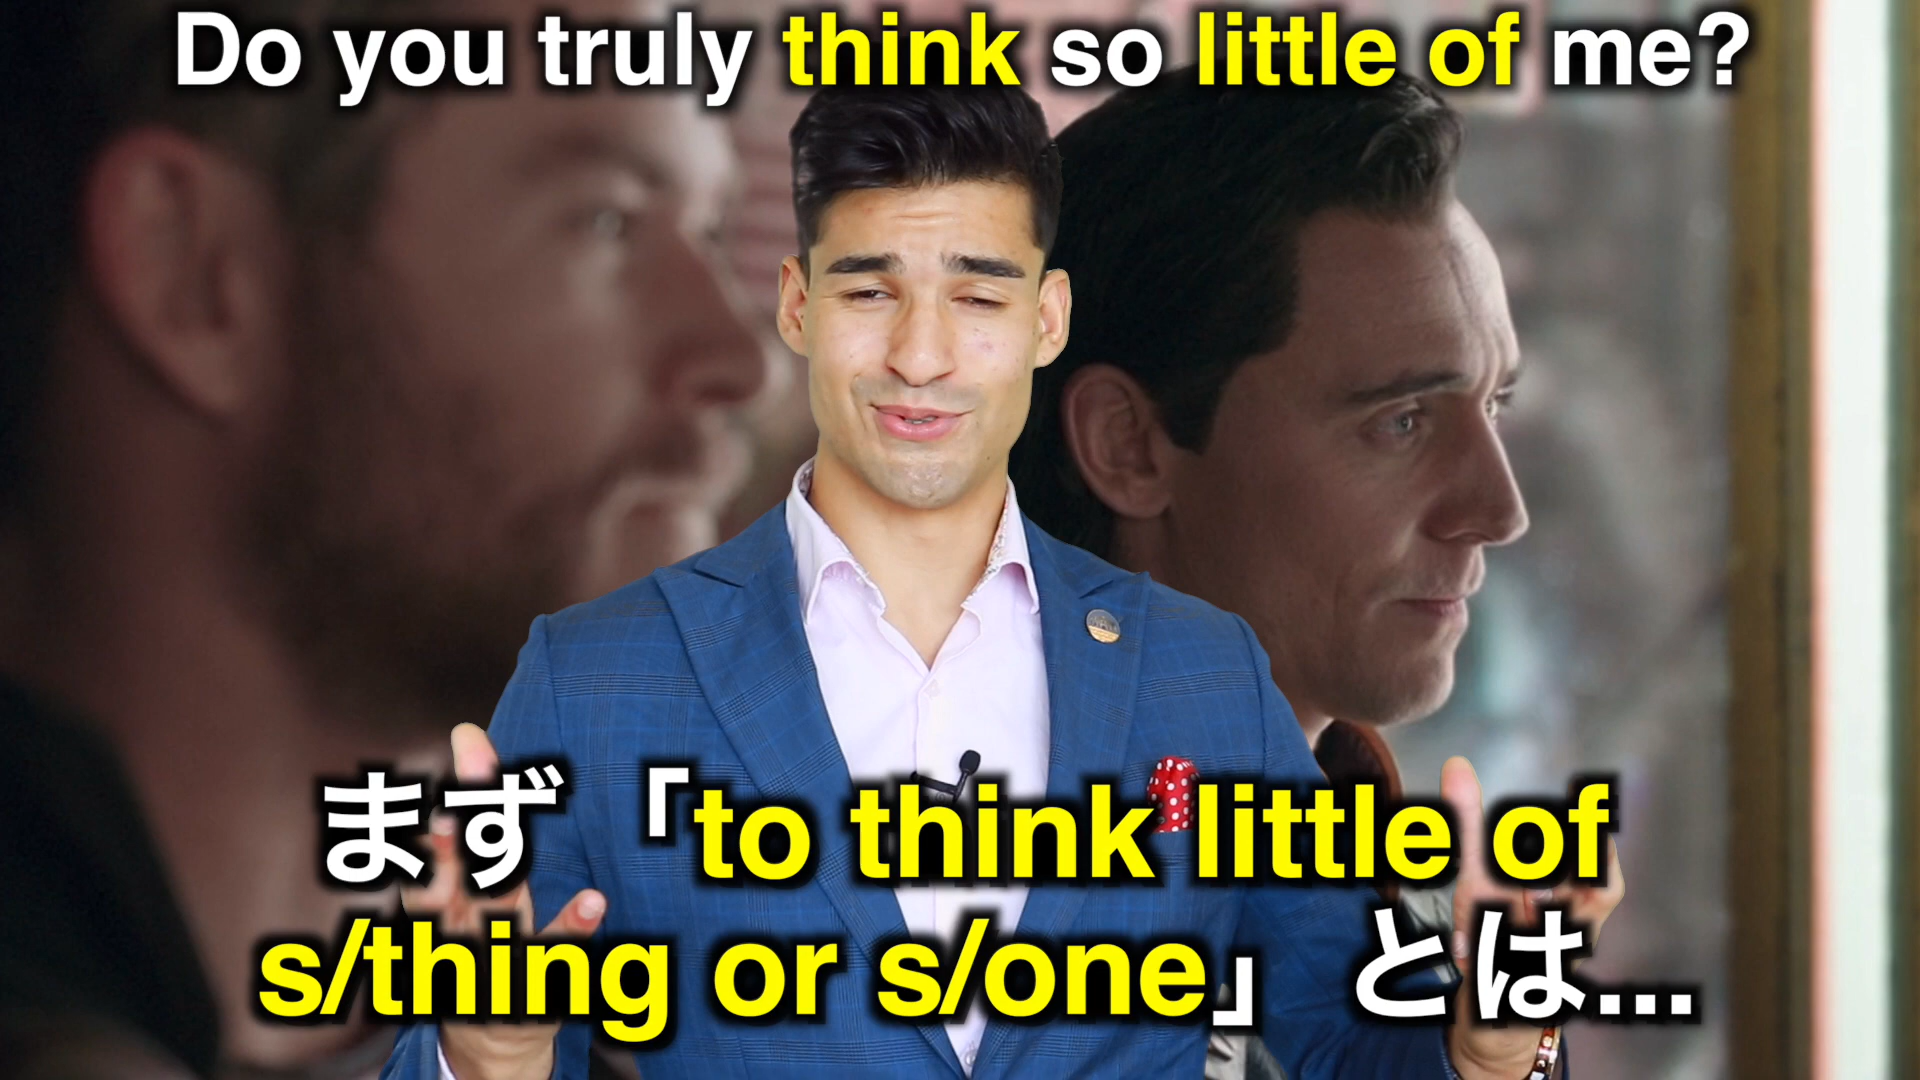 Do you truly think so little of me?
まず「to think little of
s/thing or s/one」とは...